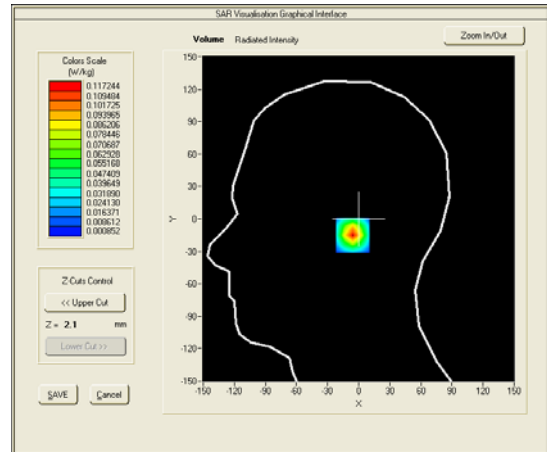 SAR Visualisation Graphical Interface
Volume Radiated Intensity
Zoom In/Out
Colors Scale
(W/kg)
0.117244
0.109484
0.101725
0.093965
0.086206
0.078446
0.070687
0.062928
0.055168
0.047409
0.039649
0.031890
0.024130
0.016371
0.008612
0.000852
Z-Cuts Control
<< Upper Cut
Z = 2.1 mm
Lower Cut >>
SAVE Cancel
150
120
90
60
30
0
-30
-60
-90
-120
-150
Y
-150 -120 -90 -60 -30 0 30 60 90 120 150
X